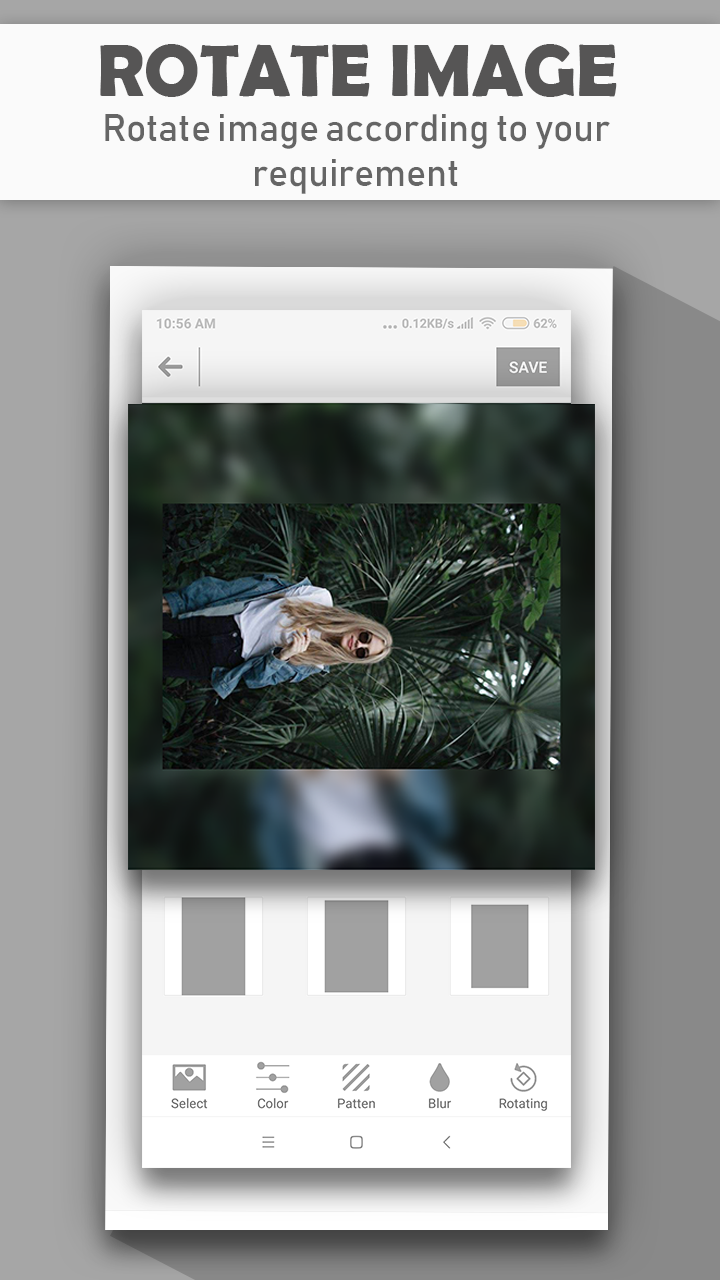 ROTATE IMAGE
Rotate image according to your
requirement
10:56 AM ... 0.12KB/s 62%
SAVE
Select Color Patten Blur Rotating